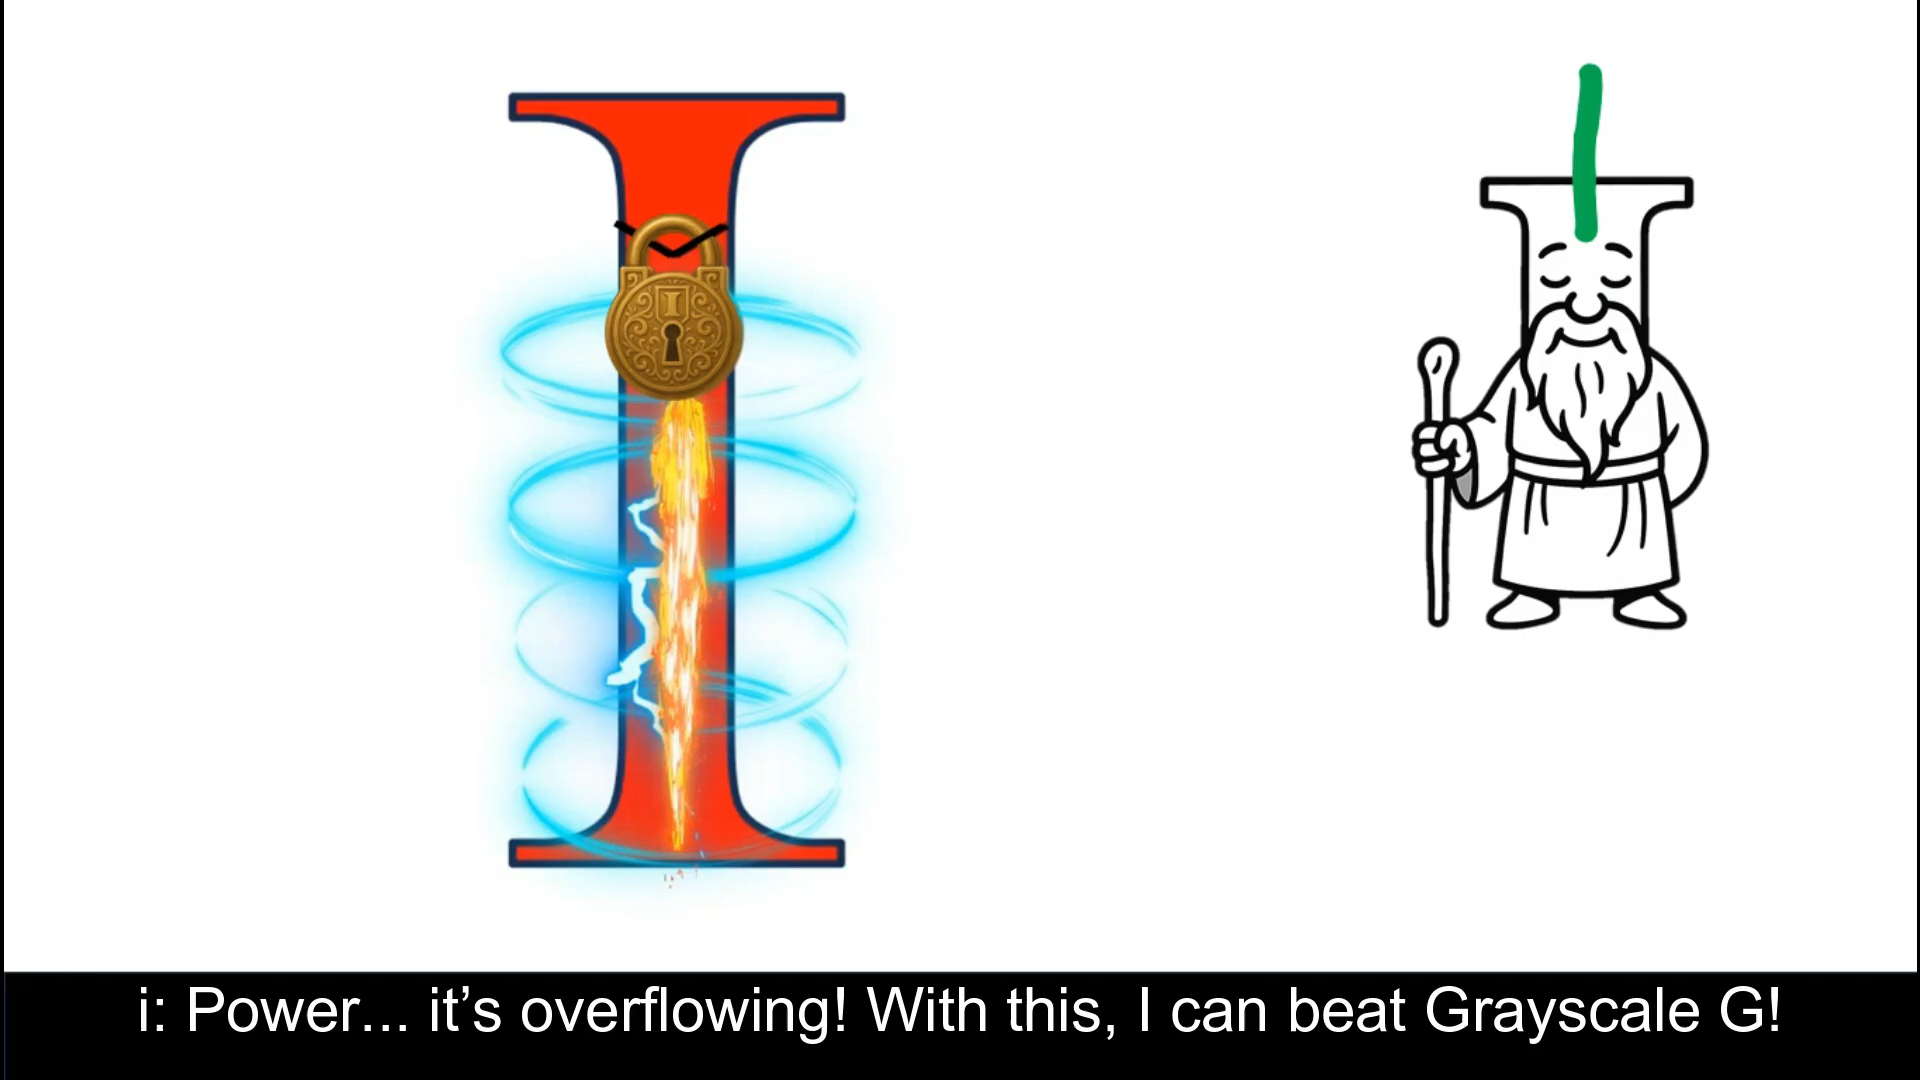 I
I
i: Power... it’s overflowing! With this, I can beat Grayscale G!